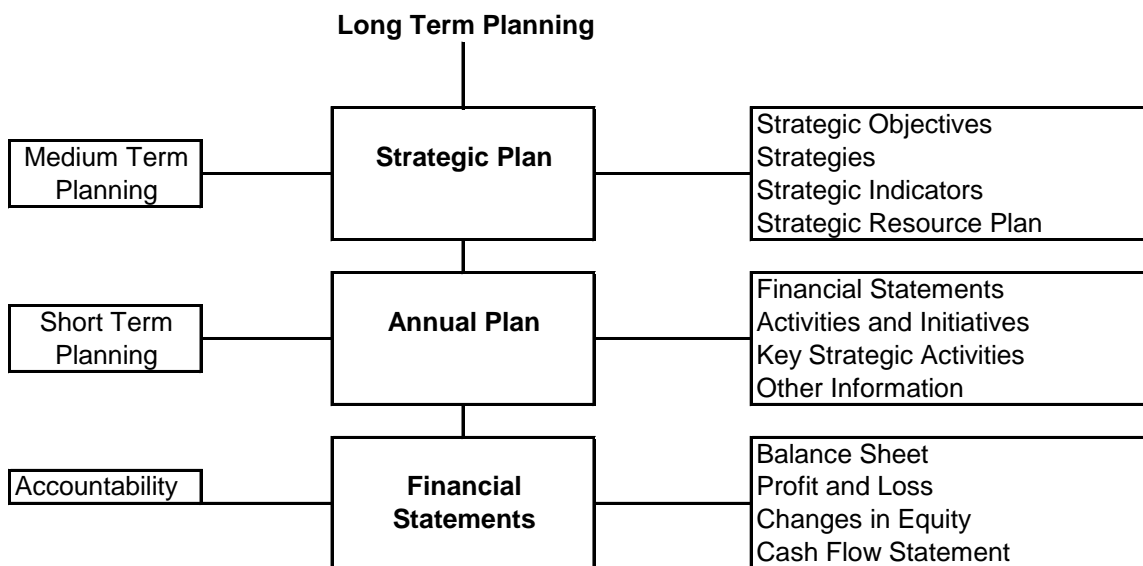 Long Term Planning
Medium Term
Planning
Strategic Plan
Strategic Objectives
Strategies
Strategic Indicators
Strategic Resource Plan
Short Term
Planning
Annual Plan
Financial Statements
Activities and Initiatives
Key Strategic Activities
Other Information
Accountability
Financial
Statements
Balance Sheet
Profit and Loss
Changes in Equity
Cash Flow Statement